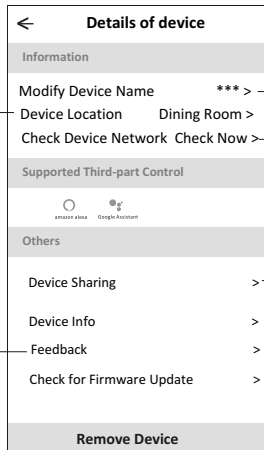 ← Details of device
Information
Modify Device Name *** >
Device Location Dining Room >
Check Device Network Check Now >
Supported Third-part Control
amazon alexa Google Assistant
Others
Device Sharing >
Device Info >
Feedback >
Check for Firmware Update >
Remove Device